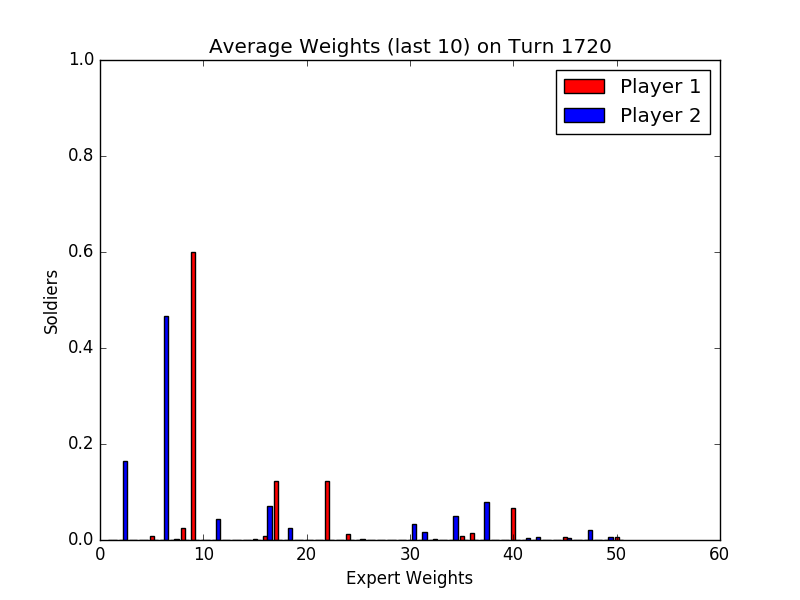 Average Weights (last 10) on Turn 1720
1.0
0.8
0.6
0.4
0.2
0.0
Soldiers
Player 1
Player 2
0 10 20 30 40 50 60
Expert Weights